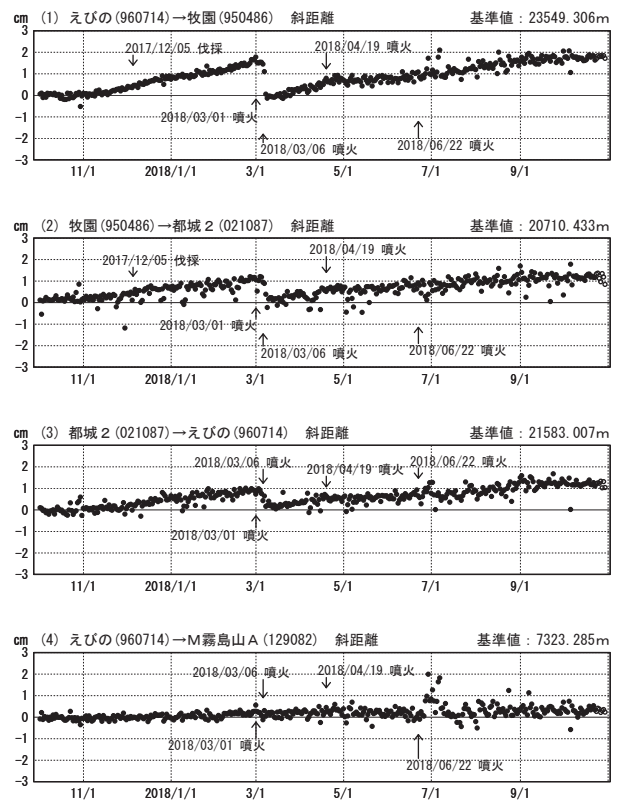 cm (1) えびの(960714)→牧園(950486) 斜距離 基準値：23549.306m
3
2017/12/05 伐採 2018/04/19 噴火
2
1
0
-1
2018/03/01 噴火
-2
2018/03/06 噴火 2018/06/22 噴火
-3
11/1 2018/1/1 3/1 5/1 7/1 9/1
cm (2) 牧園(950486)→都城２(021087) 斜距離 基準値：20710.433m
3
2018/04/19 噴火
2
2017/12/05 伐採
1
0
-1
2018/03/01 噴火
-2
2018/03/06 噴火 2018/06/22 噴火
-3
11/1 2018/1/1 3/1 5/1 7/1 9/1
cm (3) 都城２(021087)→えびの(960714) 斜距離 基準値：21583.007m
3
2018/03/06 噴火 2018/04/19 噴火 2018/06/22 噴火
2
1
0
-1
2018/03/01 噴火
-2
-3
11/1 2018/1/1 3/1 5/1 7/1 9/1
cm (4) えびの(960714)→Ｍ霧島山Ａ(129082) 斜距離 基準値：7323.285m
3
2018/03/06 噴火 2018/04/19 噴火
2
1
0
-1
2018/03/01 噴火
-2
2018/06/22 噴火
-3
11/1 2018/1/1 3/1 5/1 7/1 9/1